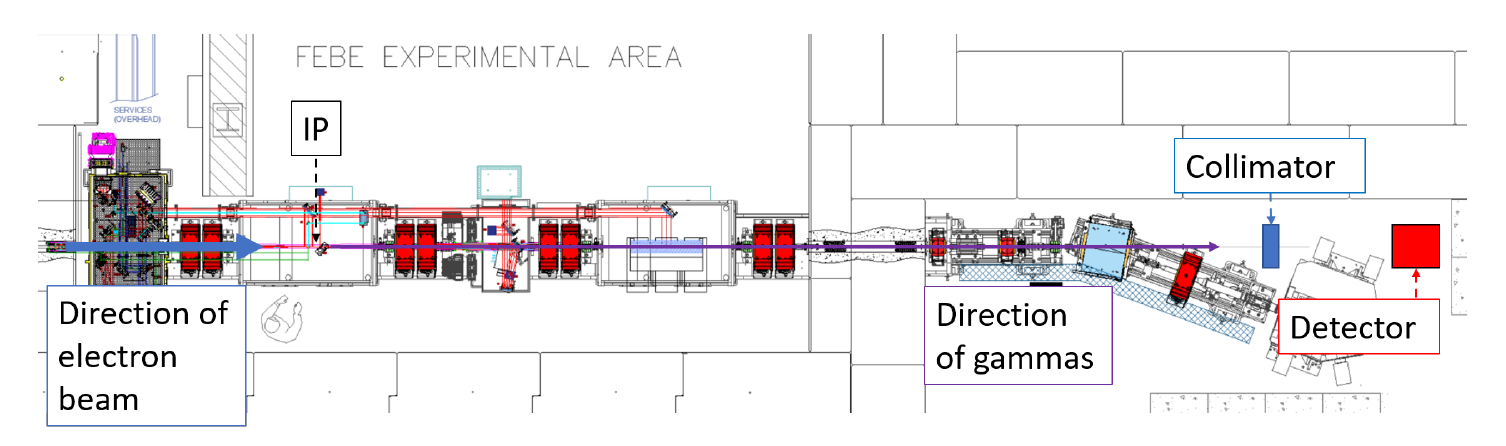 FEBE EXPERIMENTAL AREA
SERVICES
(OVERHEAD)
IP
Collimator
Direction of
electron
beam
Direction
of gammas
Detector